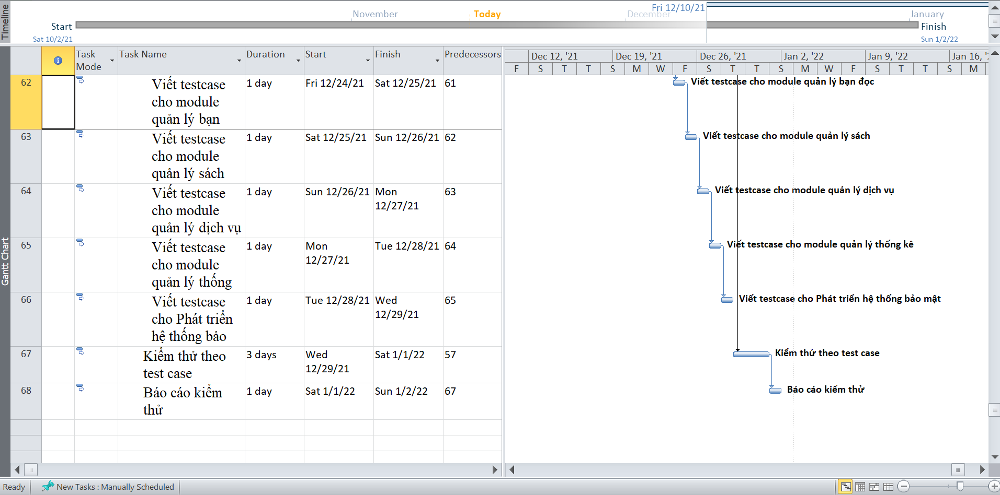 Timeline
Fri 12/10/21
November
Today
December
January
Start
Finish
Sat 10/2/21
Sun 1/2/22
Gantt Chart
Task Mode
Task Name
Duration
Start
Finish
Predecessors
62
Viết testcase
cho module
quản lý bạn
1 day
Fri 12/24/21
Sat 12/25/21
61
63
Viết testcase
cho module
quản lý sách
1 day
Sat 12/25/21
Sun 12/26/21
62
64
Viết testcase
cho module
quản lý dịch vụ
1 day
Sun 12/26/21
Mon
12/27/21
63
65
Viết testcase
cho module
quản lý thống
1 day
Mon
12/27/21
Tue 12/28/21
64
66
Viết testcase
cho Phát triển
hệ thống bảo
1 day
Tue 12/28/21
Wed
12/29/21
65
67
Kiểm thử theo
test case
3 days
Wed
12/29/21
Sat 1/1/22
57
68
Báo cáo kiểm
thử
1 day
Sat 1/1/22
Sun 1/2/22
67
Dec 12, '21 Dec 19, '21 Dec 26, '21 Jan 2, '22 Jan 9, '22 Jan 16, '
F S T T S M W F S T T S M W F S T T S M
Viết testcase cho module quản lý bạn đọc
Viết testcase cho module quản lý sách
Viết testcase cho module quản lý dịch vụ
Viết testcase cho module quản lý thống kê
Viết testcase cho Phát triển hệ thống bảo mật
Kiểm thử theo test case
Báo cáo kiểm thử
Ready
New Tasks : Manually Scheduled